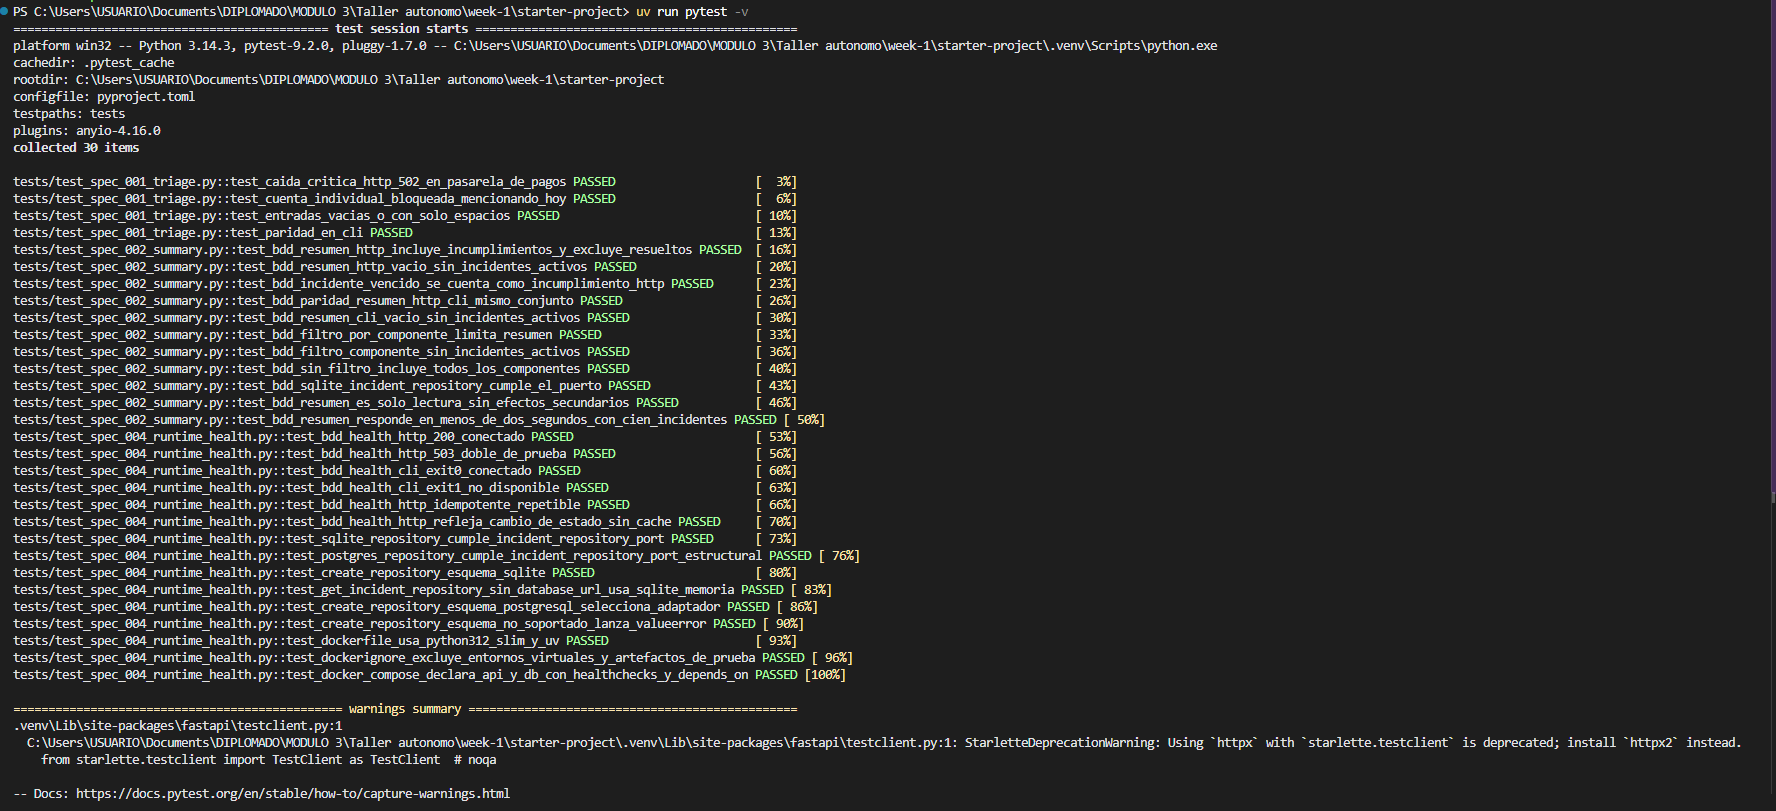 PS C:\Users\USUARIO\Documents\DIPLOMADO\MODULO 3\Taller autonomo\week-1\starter-project> uv run pytest -v
============================================= test session starts ==============================================
platform win32 -- Python 3.14.3, pytest-9.2.0, pluggy-1.7.0 -- C:\Users\USUARIO\Documents\DIPLOMADO\MODULO 3\Taller autonomo\week-1\starter-project\.venv\Scripts\python.exe
cachedir: .pytest_cache
rootdir: C:\Users\USUARIO\Documents\DIPLOMADO\MODULO 3\Taller autonomo\week-1\starter-project
configfile: pyproject.toml
testpaths: tests
plugins: anyio-4.16.0
collected 30 items
tests/test_spec_001_triage.py::test_caida_critica_http_502_en_pasarela_de_pagos PASSED                    [  3%]
tests/test_spec_001_triage.py::test_cuenta_individual_bloqueada_mencionando_hoy PASSED                    [  6%]
tests/test_spec_001_triage.py::test_entradas_vacias_o_con_solo_espacios PASSED                            [ 10%]
tests/test_spec_001_triage.py::test_paridad_en_cli PASSED                                                 [ 13%]
tests/test_spec_002_summary.py::test_bdd_resumen_http_incluye_incumplimientos_y_excluye_resueltos PASSED  [ 16%]
tests/test_spec_002_summary.py::test_bdd_resumen_http_vacio_sin_incidentes_activos PASSED                 [ 20%]
tests/test_spec_002_summary.py::test_bdd_incidente_vencido_se_cuenta_como_incumplimiento_http PASSED      [ 23%]
tests/test_spec_002_summary.py::test_bdd_paridad_resumen_http_cli_mismo_conjunto PASSED                   [ 26%]
tests/test_spec_002_summary.py::test_bdd_resumen_cli_vacio_sin_incidentes_activos PASSED                  [ 30%]
tests/test_spec_002_summary.py::test_bdd_filtro_por_componente_limita_resumen PASSED                      [ 33%]
tests/test_spec_002_summary.py::test_bdd_filtro_componente_sin_incidentes_activos PASSED                  [ 36%]
tests/test_spec_002_summary.py::test_bdd_sin_filtro_incluye_todos_los_componentes PASSED                  [ 40%]
tests/test_spec_002_summary.py::test_bdd_sqlite_incident_repository_cumple_el_puerto PASSED               [ 43%]
tests/test_spec_002_summary.py::test_bdd_resumen_es_solo_lectura_sin_efectos_secundarios PASSED           [ 46%]
tests/test_spec_002_summary.py::test_bdd_resumen_responde_en_menos_de_dos_segundos_con_cien_incidentes PASSED [ 50%]
tests/test_spec_004_runtime_health.py::test_bdd_health_http_200_conectado PASSED                          [ 53%]
tests/test_spec_004_runtime_health.py::test_bdd_health_http_503_doble_de_prueba PASSED                    [ 56%]
tests/test_spec_004_runtime_health.py::test_bdd_health_cli_exit0_conectado PASSED                         [ 60%]
tests/test_spec_004_runtime_health.py::test_bdd_health_cli_exit1_no_disponible PASSED                     [ 63%]
tests/test_spec_004_runtime_health.py::test_bdd_health_http_idempotente_repetible PASSED                  [ 66%]
tests/test_spec_004_runtime_health.py::test_bdd_health_http_refleja_cambio_de_estado_sin_cache PASSED     [ 70%]
tests/test_spec_004_runtime_health.py::test_sqlite_repository_cumple_incident_repository_port PASSED      [ 73%]
tests/test_spec_004_runtime_health.py::test_postgres_repository_cumple_incident_repository_port_estructural PASSED [ 76%]
tests/test_spec_004_runtime_health.py::test_create_repository_esquema_sqlite PASSED                       [ 80%]
tests/test_spec_004_runtime_health.py::test_get_incident_repository_sin_database_url_usa_sqlite_memoria PASSED [ 83%]
tests/test_spec_004_runtime_health.py::test_create_repository_esquema_postgresql_selecciona_adaptador PASSED [ 86%]
tests/test_spec_004_runtime_health.py::test_create_repository_esquema_no_soportado_lanza_valueerror PASSED [ 90%]
tests/test_spec_004_runtime_health.py::test_dockerfile_usa_python312_slim_y_uv PASSED                     [ 93%]
tests/test_spec_004_runtime_health.py::test_dockerignore_excluye_entornos_virtuales_y_artefactos_de_prueba PASSED [ 96%]
tests/test_spec_004_runtime_health.py::test_docker_compose_declara_api_y_db_con_healthchecks_y_depends_on PASSED [100%]
=============================================== warnings summary ===============================================
.venv\Lib\site-packages\fastapi\testclient.py:1
  C:\Users\USUARIO\Documents\DIPLOMADO\MODULO 3\Taller autonomo\week-1\starter-project\.venv\Lib\site-packages\fastapi\testclient.py:1: StarletteDeprecationWarning: Using `httpx` with `starlette.testclient` is deprecated; install `httpx2` instead.
    from starlette.testclient import TestClient as TestClient  # noqa
-- Docs: https://docs.pytest.org/en/stable/how-to/capture-warnings.html